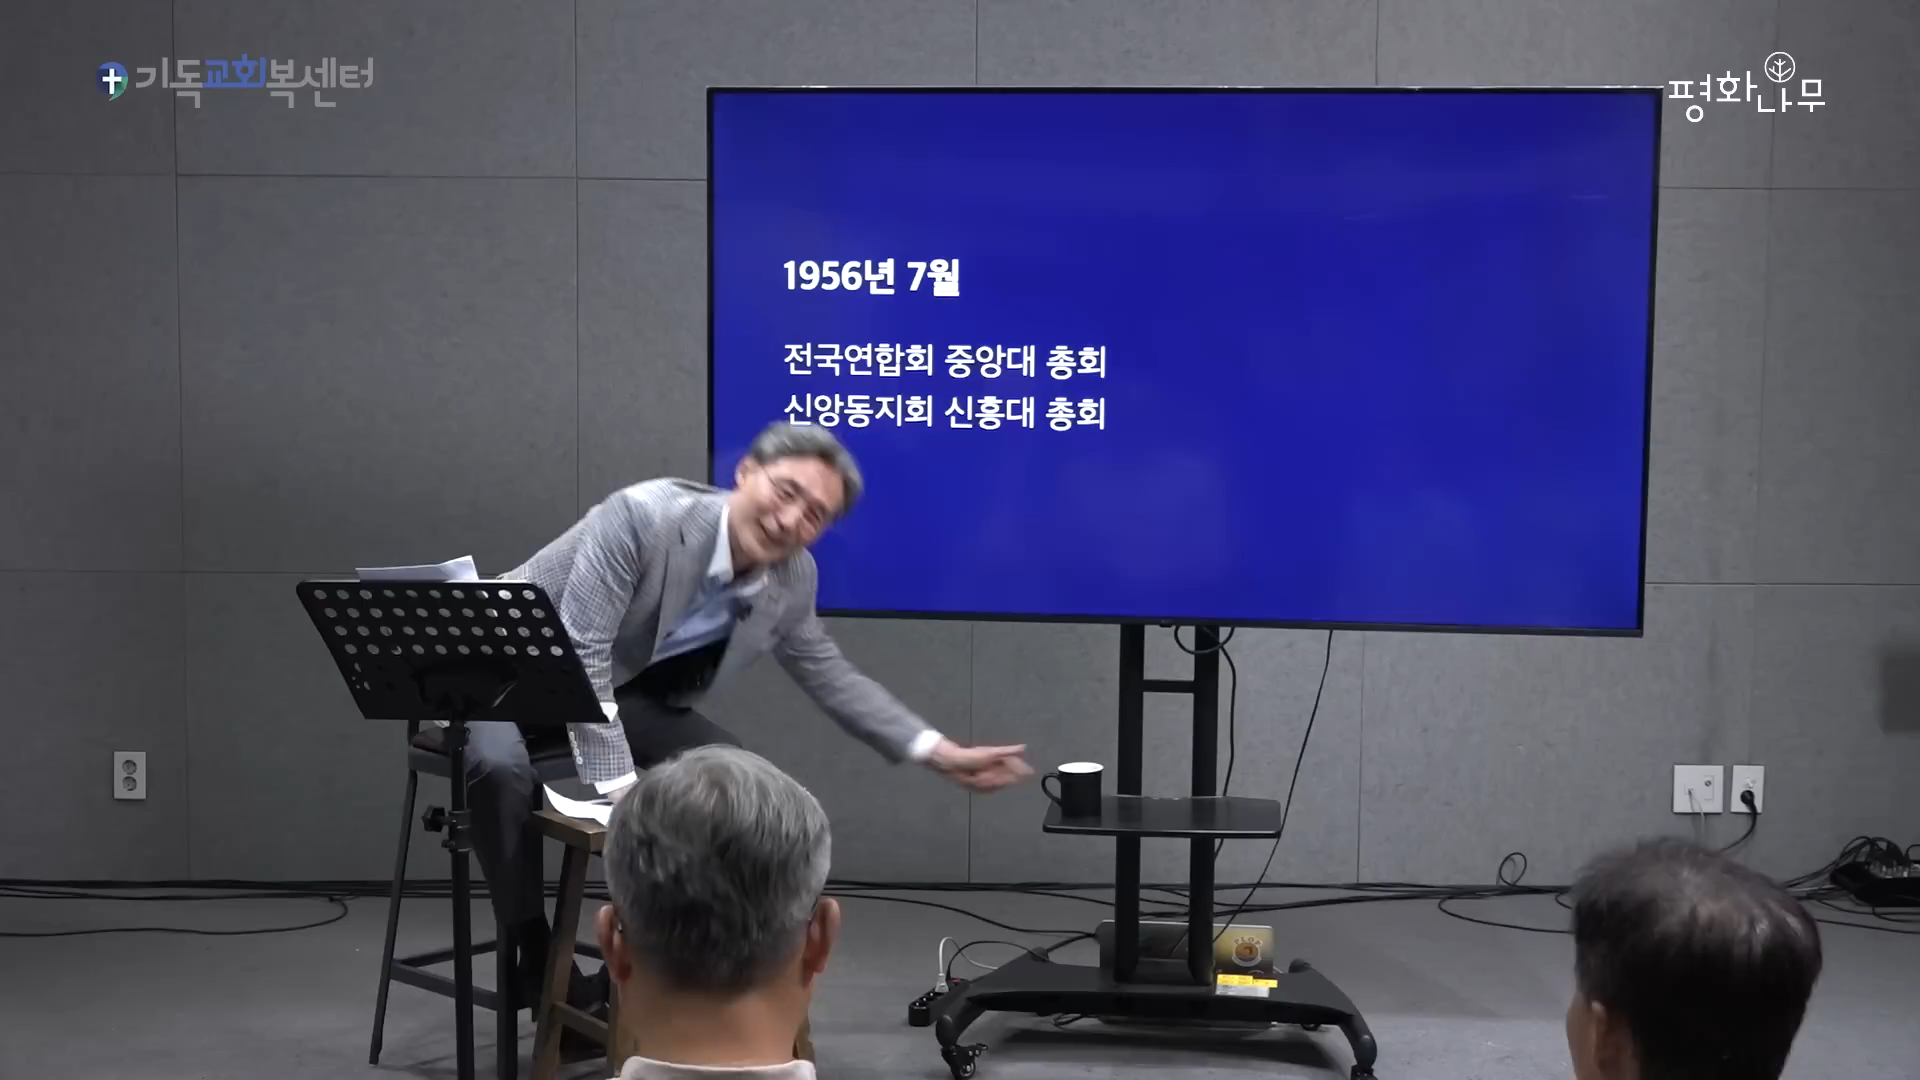 기독교회복센터
평화나무
1956년 7월
전국연합회 중앙대 총회
신앙동지회 신흥대 총회